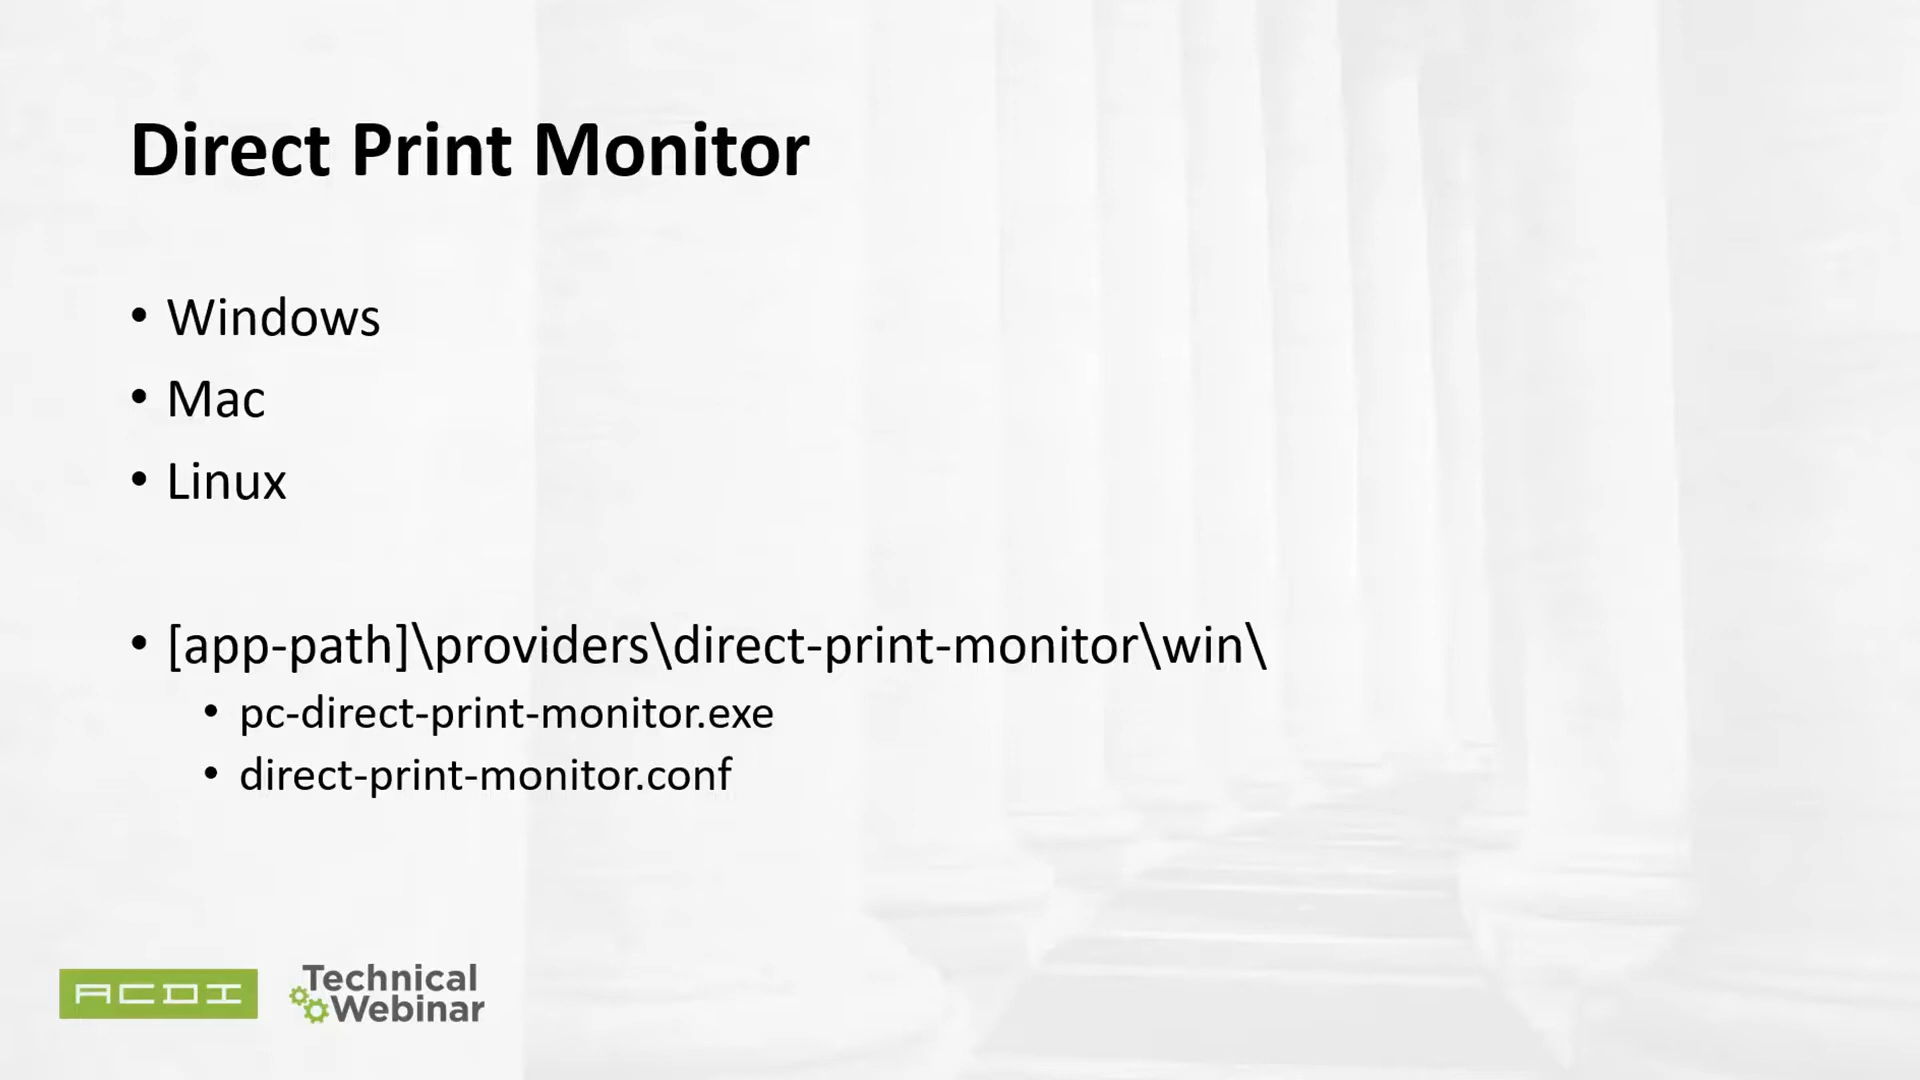 Direct Print Monitor
• Windows
• Mac
• Linux
• [app-path]\providers\direct-print-monitor\win\
• pc-direct-print-monitor.exe
• direct-print-monitor.conf
ACDI
Technical
Webinar